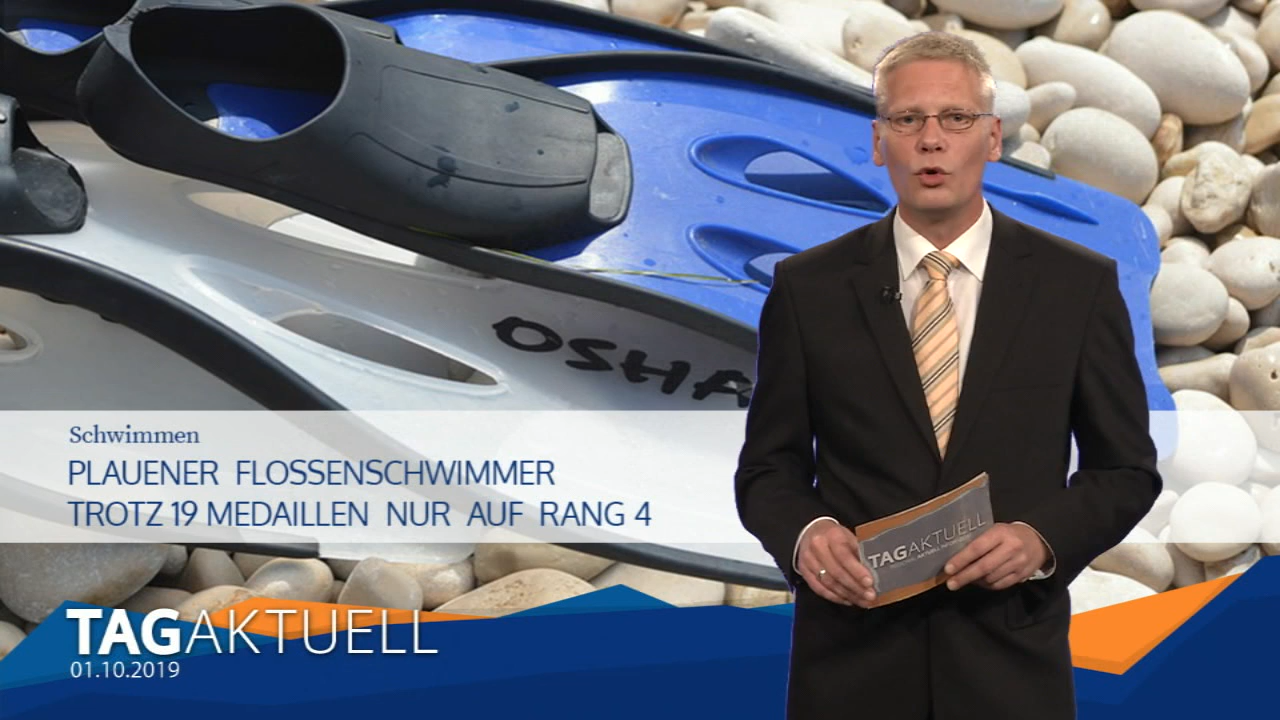 OSHA
Schwimmen
PLAUENER FLOSSENSCHWIMMER
TROTZ 19 MEDAILLEN NUR AUF RANG 4
TAGAKTUELL
TAGAKTUELL
01.10.2019